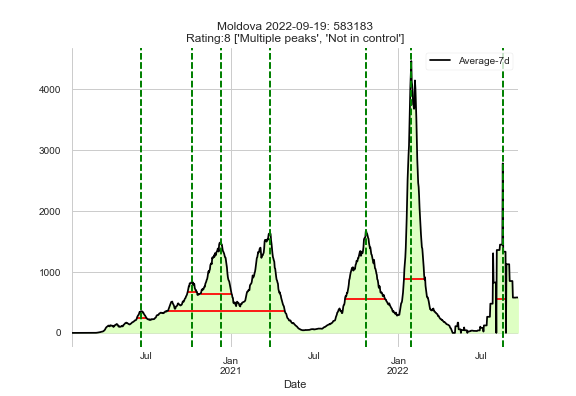 Moldova 2022-09-19: 583183
Rating:8 ['Multiple peaks', 'Not in control']
Average-7d
4000
3000
2000
1000
0
Jul
Jan
2021
Jul
Jan
2022
Jul
Date